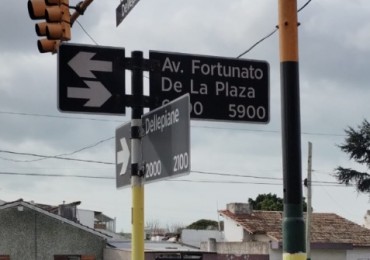 Av. Fortunato
De La Plaza
5900
Dellepiane
2000 2100